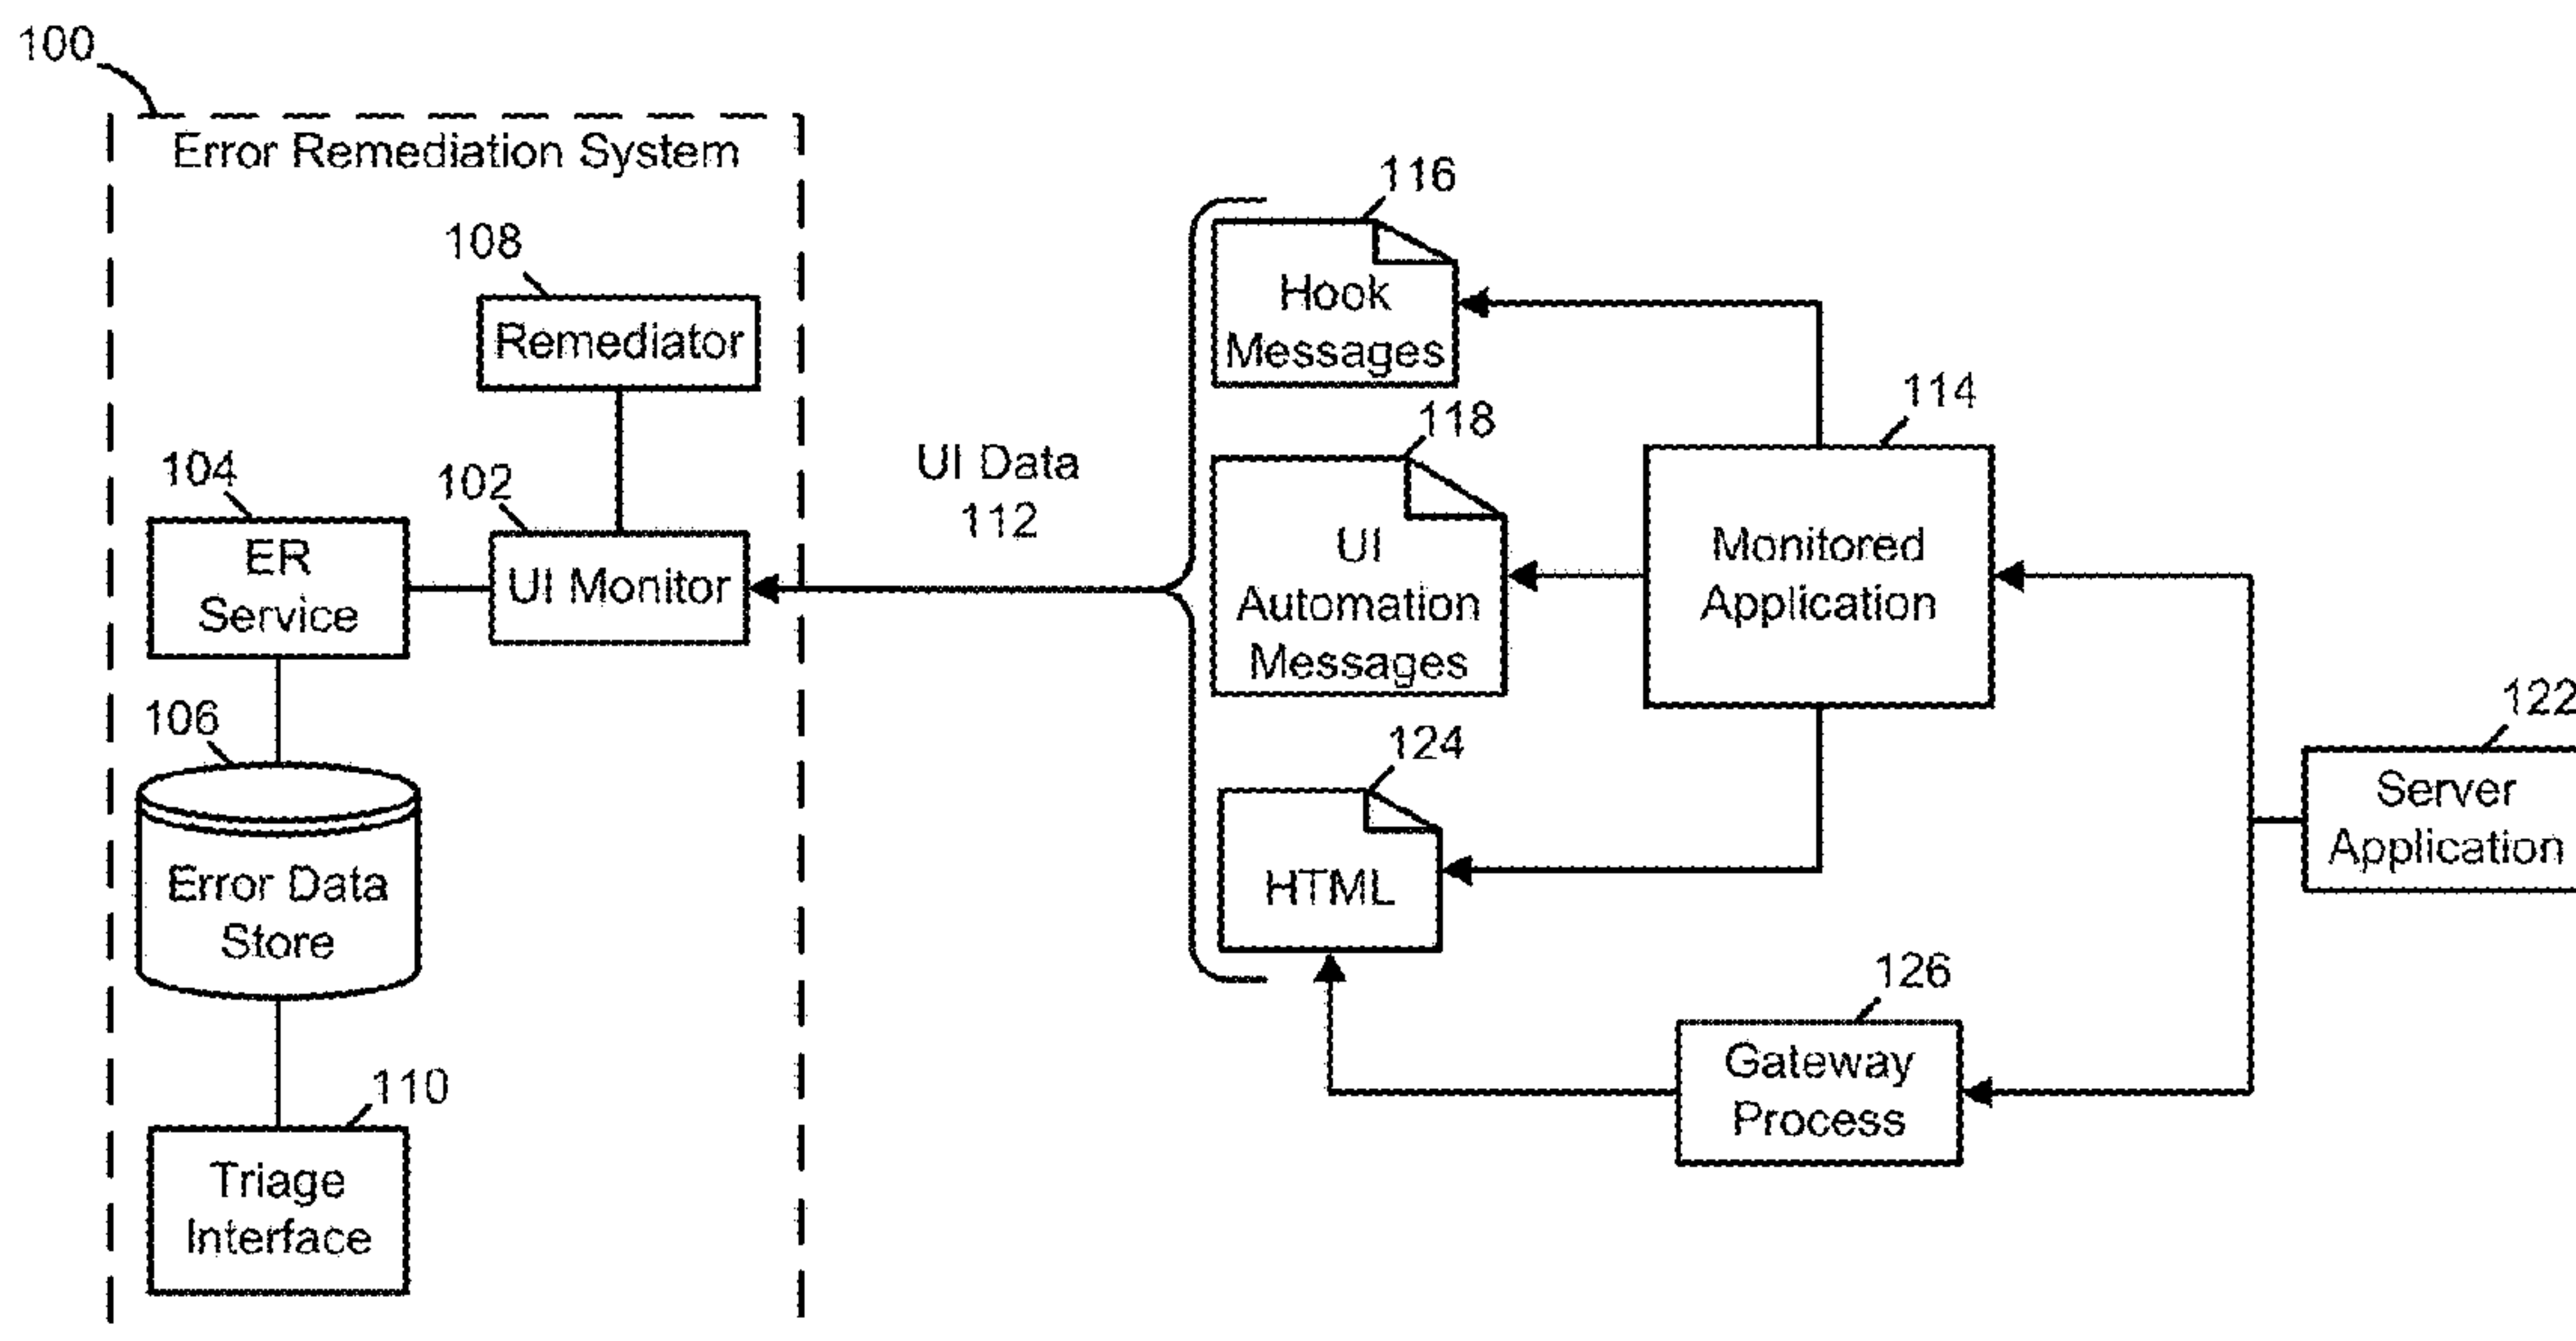 100
Error Remediation System
108
Remediator
104
ER
Service
102
UI Monitor
106
Error Data
Store
110
Triage
Interface
UI Data
112
116
Hook
Messages
118
UI
Automation
Messages
124
HTML
114
Monitored
Application
126
Gateway
Process
122
Server
Application